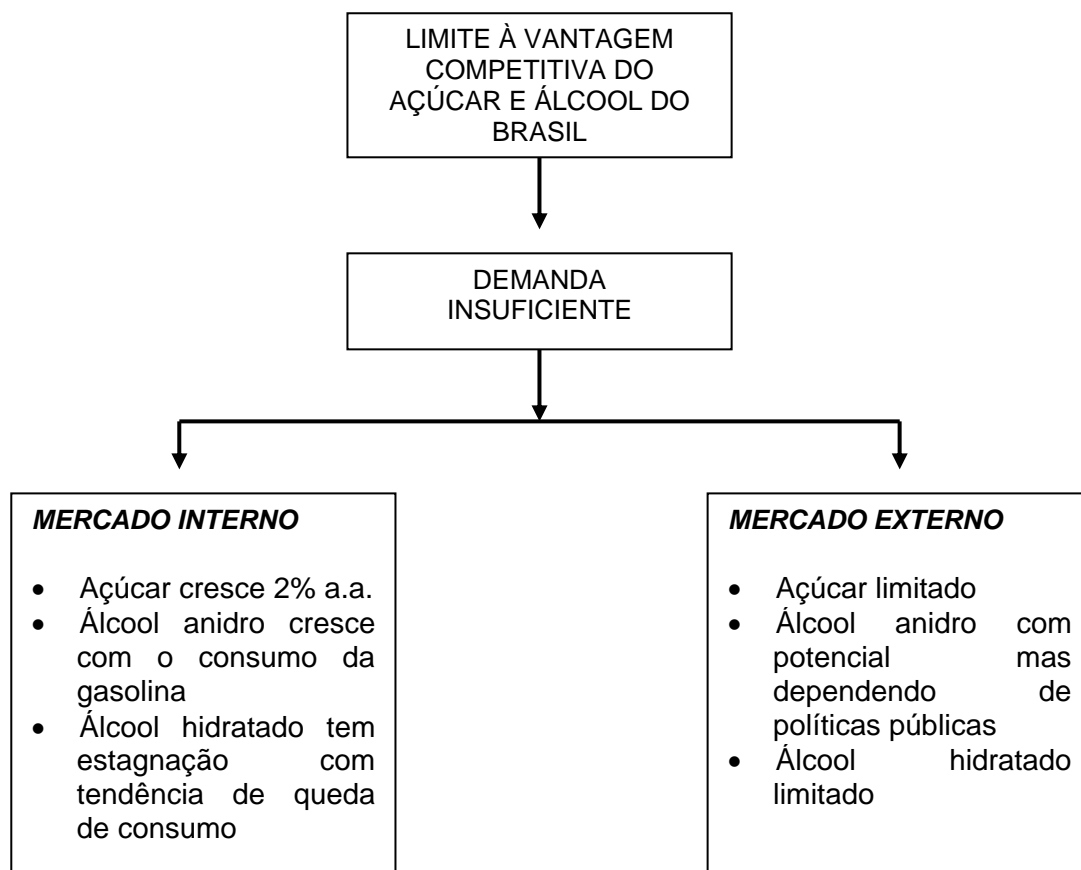 LIMITE À VANTAGEM
COMPETITIVA DO
AÇÚCAR E ÁLCOOL DO
BRASIL
DEMANDA
INSUFICIENTE
MERCADO INTERNO
• Açúcar cresce 2% a.a.
• Álcool anidro cresce
com o consumo da
gasolina
• Álcool hidratado tem
estagnação com
tendência de queda
de consumo
MERCADO EXTERNO
• Açúcar limitado
• Álcool anidro com
potencial mas
dependendo de
políticas públicas
• Álcool hidratado
limitado